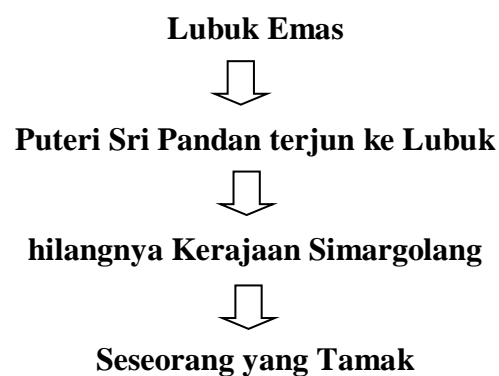 Lubuk Emas
Puteri Sri Pandan terjun ke Lubuk
hilangnya Kerajaan Simargolang
Seseorang yang Tamak